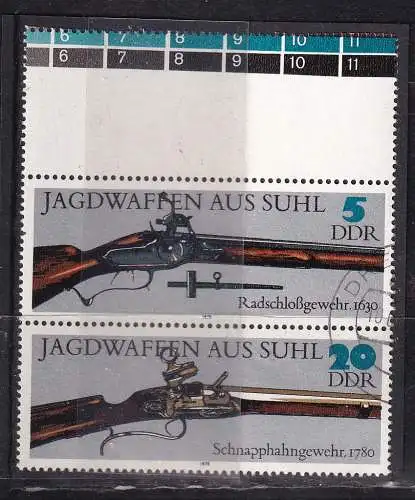 6 7 8 9 10 11
6 7 8 9 10 11
JAGDWAFFEN AUS SUHL 5
DDR
Radschloßgewehr, 1630
JAGDWAFFEN AUS SUHL 20
DDR
Schnapphahngewehr, 1780